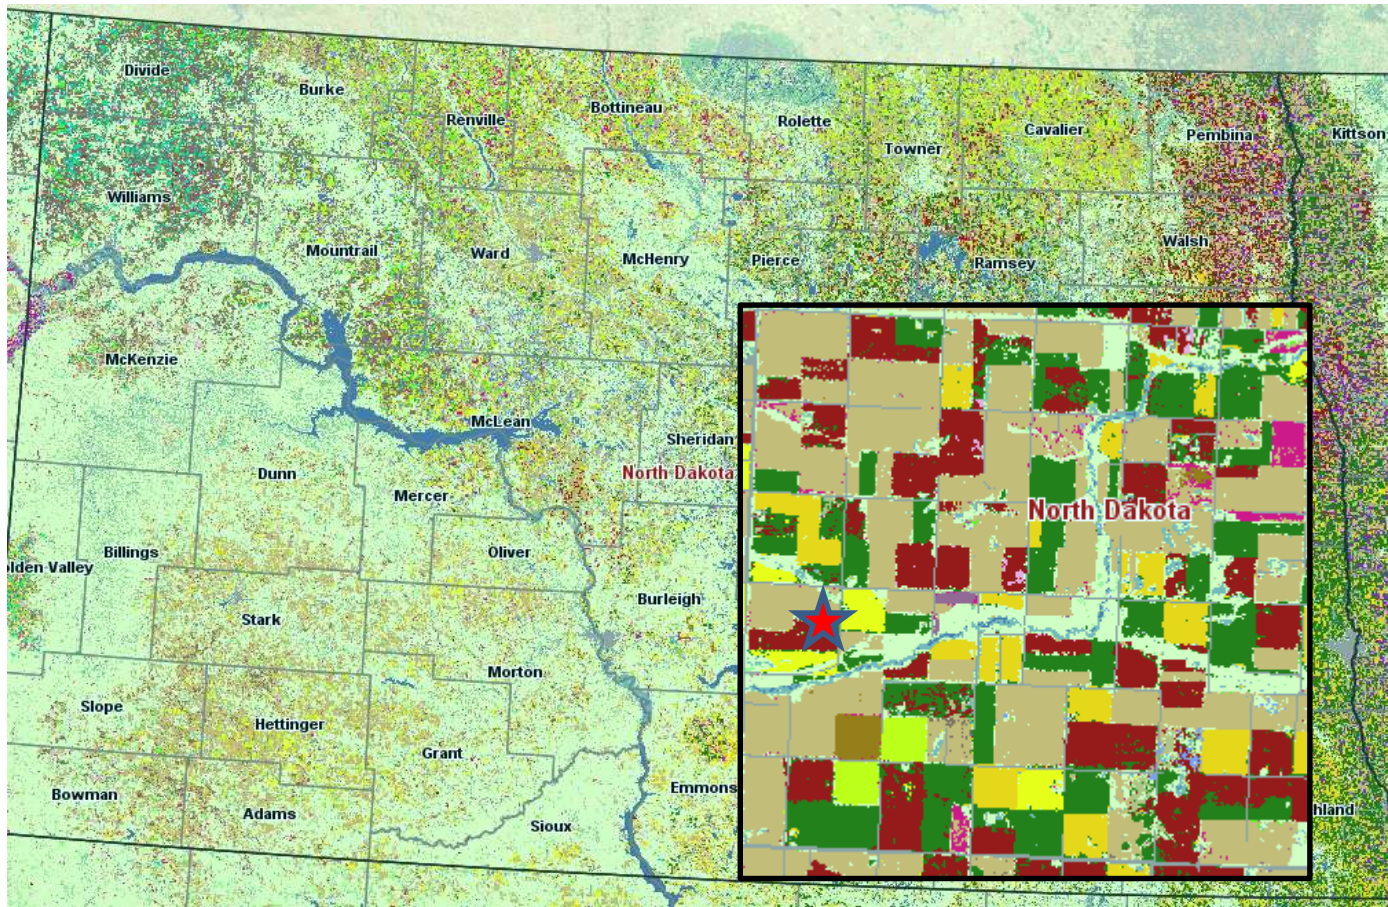 Divide
Burke
Renville
Bottineau
Rolette
Towner
Cavalier
Pembina
Kittson
Williams
Mountrail
Ward
McHenry
Pierce
Ramsey
Walsh
McKenzie
McLean
Sheridan
North Dakota
Dunn
Mercer
North Dakota
Billings
olden Valley
Oliver
Burleigh
Stark
Morton
Slope
Hettinger
Grant
Bowman
Adams
Sioux
Emmons
hland